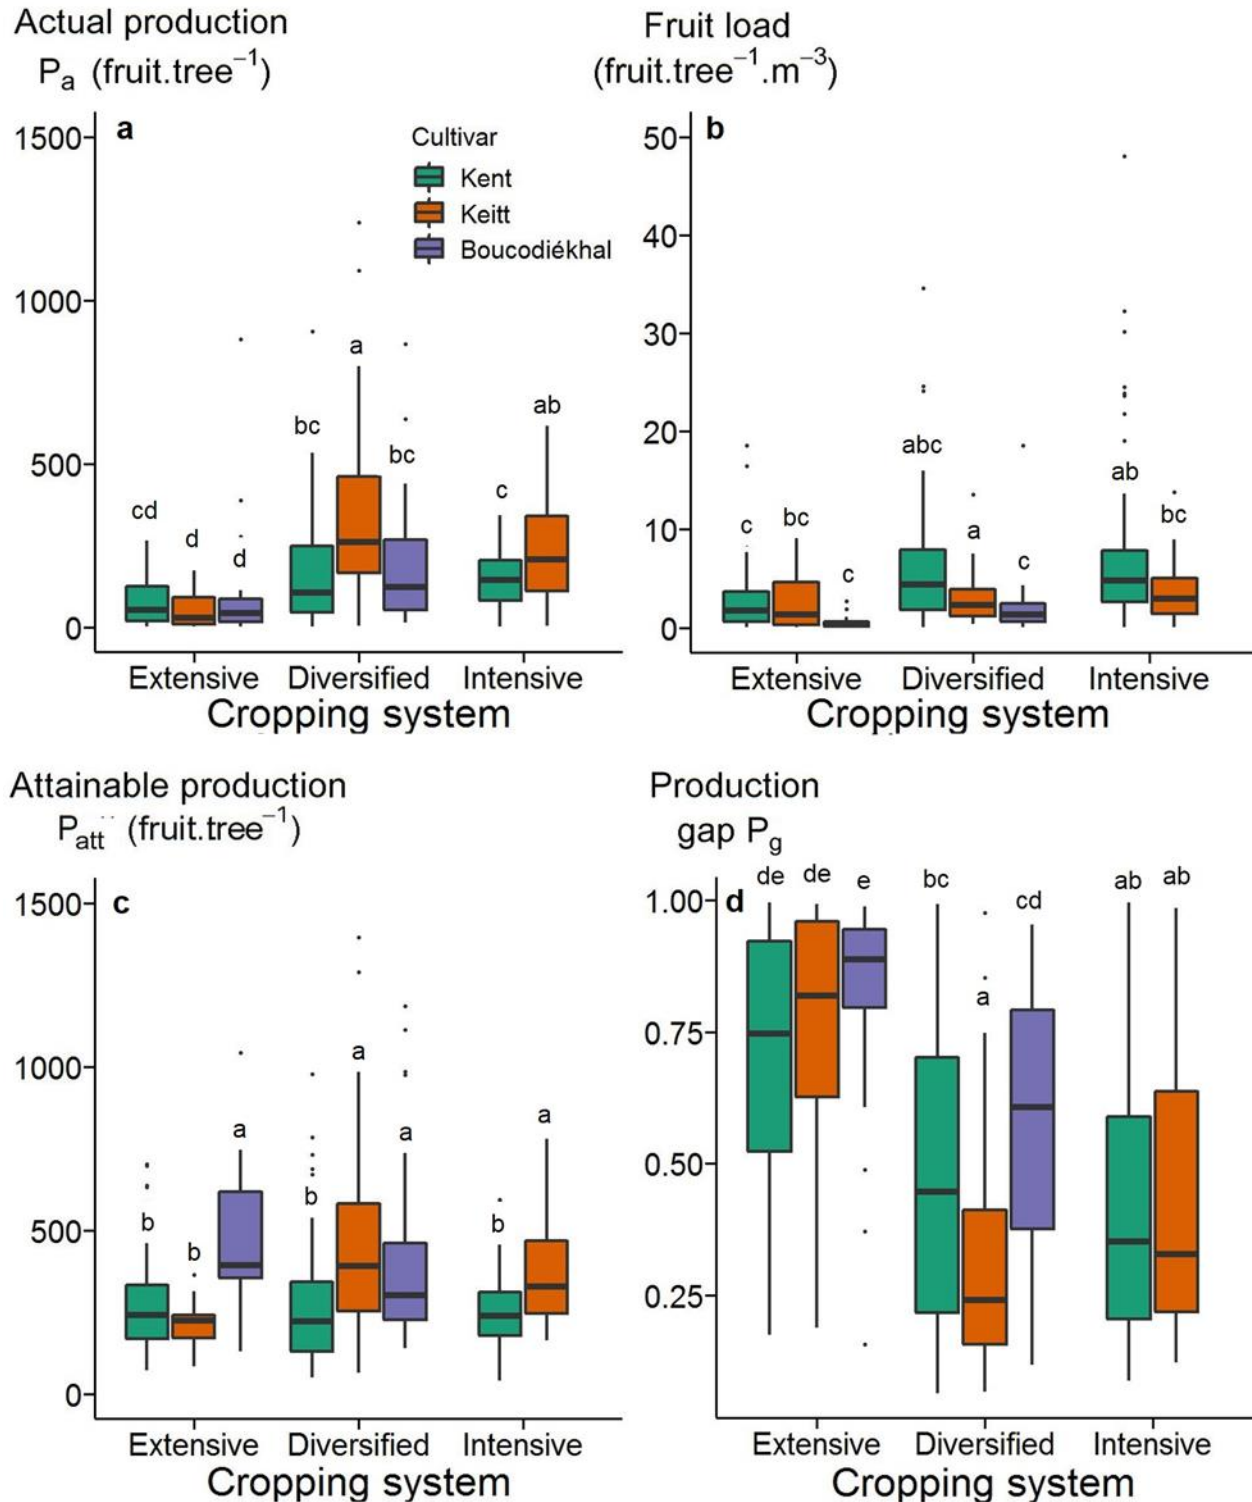 Actual production
Pa (fruit.tree−1)
a
Cultivar
Kent
Keitt
Boucodiékhal
1500
1000
500
0
cd
d
d
bc
a
bc
c
ab
Extensive
Diversified
Intensive
Cropping system
Fruit load
(fruit.tree−1.m−3)
b
50
40
30
20
10
0
c
bc
c
abc
a
c
ab
bc
Extensive
Diversified
Intensive
Cropping system
Attainable production
Patt (fruit.tree−1)
c
1500
1000
500
0
b
b
a
b
a
a
b
a
Extensive
Diversified
Intensive
Cropping system
Production
gap Pg
d
1.00
0.75
0.50
0.25
de
de
e
bc
a
cd
ab
ab
Extensive
Diversified
Intensive
Cropping system